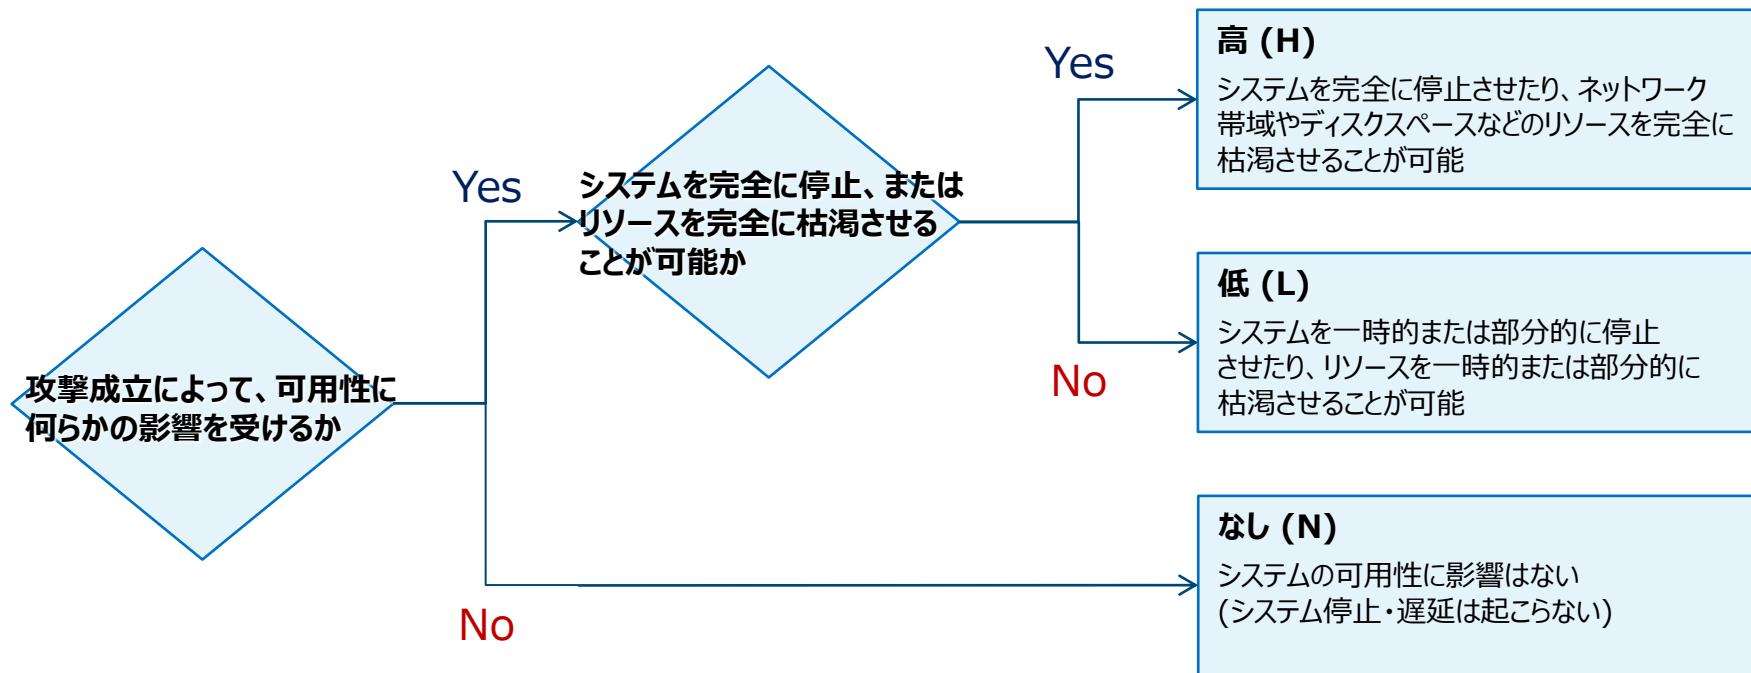 攻撃成立によって、可用性に
何らかの影響を受けるか
Yes
No
システムを完全に停止、または
リソースを完全に枯渇させる
ことが可能か
Yes
No
高 (H)
システムを完全に停止させたり、ネットワーク
帯域やディスクスペースなどのリソースを完全に
枯渇させることが可能
低 (L)
システムを一時的または部分的に停止
させたり、リソースを一時的または部分的に
枯渇させることが可能
なし (N)
システムの可用性に影響はない
(システム停止・遅延は起こらない)